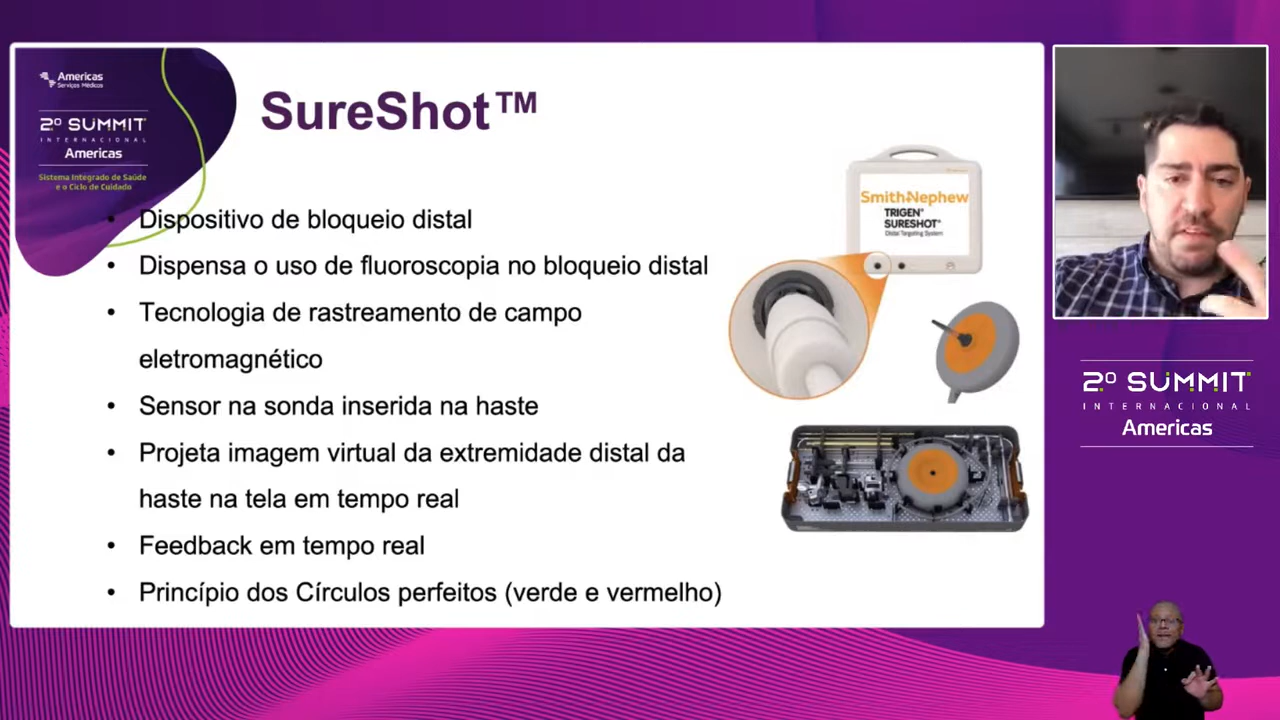 Americas
Serviços Médicos
2º SUMMIT
INTERNACIONAL
Americas
Sistema Integrado de Saúde
e o Ciclo de Cuidado
SureShot™
• Dispositivo de bloqueio distal
• Dispensa o uso de fluoroscopia no bloqueio distal
• Tecnologia de rastreamento de campo
eletromagnético
• Sensor na sonda inserida na haste
• Projeta imagem virtual da extremidade distal da
haste na tela em tempo real
• Feedback em tempo real
• Princípio dos Círculos perfeitos (verde e vermelho)
Smith+Nephew
TRIGEN®
SURESHOT™
Distal Targeting System
2º SUMMIT
INTERNACIONAL
Americas